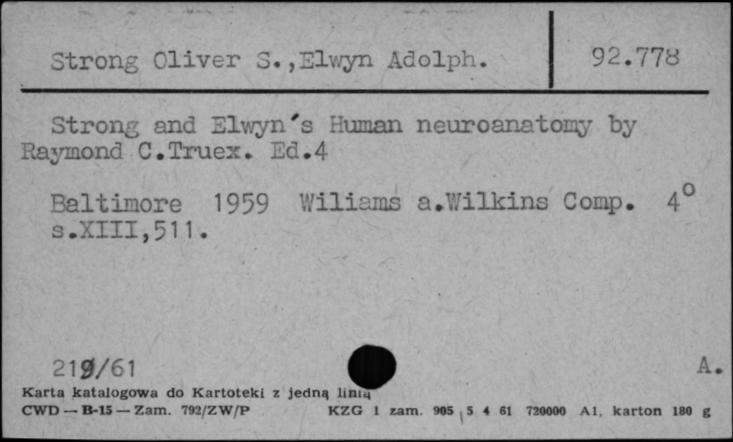 Strong Oliver S.,Elwyn Adolph.
92.778
Strong and Elwyn's Human neuroanatomy by
Raymond C.Truex. Ed.4
Baltimore 1959 Wiliams a.Wilkins Comp. 4°
s.XIII,511.
219/61
A.
Karta katalogowa do Kartoteki z jedną linią
CWD — B-15 — Zam. 792/ZW/P
KZG 1 zam. 905 5 4 61 720000 A1, karton 180 g